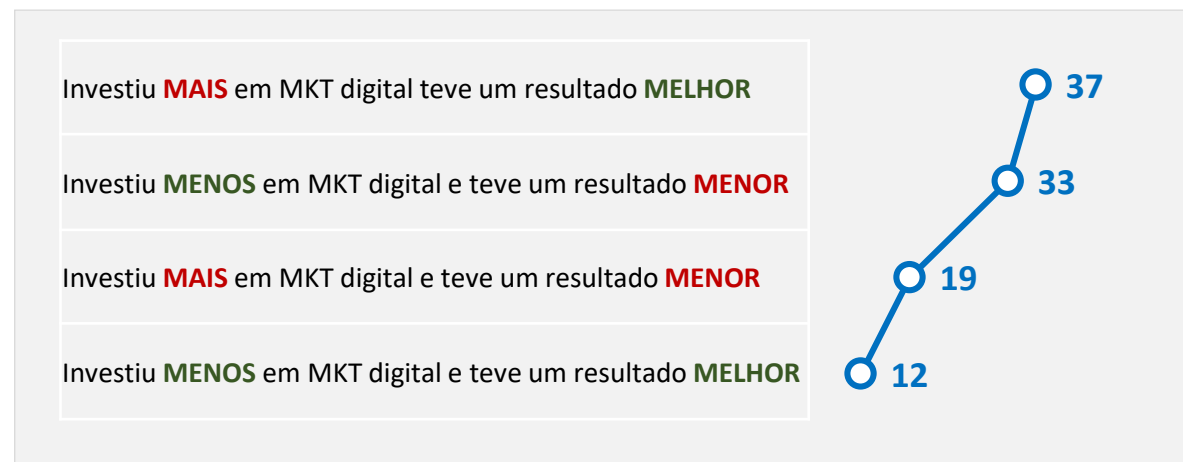 Investiu MAIS em MKT digital teve um resultado MELHOR 37
Investiu MENOS em MKT digital e teve um resultado MENOR 33
Investiu MAIS em MKT digital e teve um resultado MENOR 19
Investiu MENOS em MKT digital e teve um resultado MELHOR 12